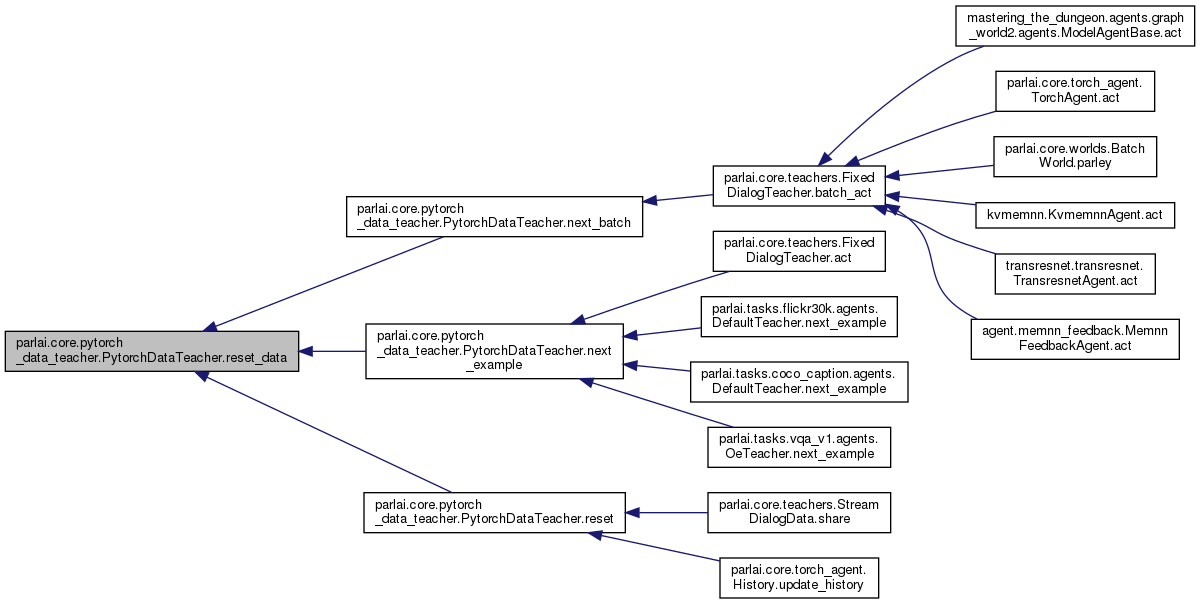 mastering_the_dungeon.agents.graph
_world2.agents.ModelAgentBase.act
parlai.core.torch_agent.
TorchAgent.act
parlai.core.worlds.Batch
World.parley
parlai.core.teachers.Fixed
DialogTeacher.batch_act
kvmemnn.KvmemnnAgent.act
parlai.core.pytorch
_data_teacher.PytorchDataTeacher.next_batch
parlai.core.teachers.Fixed
DialogTeacher.act
transresnet.transresnet.
TransresnetAgent.act
parlai.tasks.flickr30k.agents.
DefaultTeacher.next_example
agent.memnn_feedback.Memnn
FeedbackAgent.act
parlai.core.pytorch
_data_teacher.PytorchDataTeacher.reset_data
parlai.core.pytorch
_data_teacher.PytorchDataTeacher.next
_example
parlai.tasks.coco_caption.agents.
DefaultTeacher.next_example
parlai.tasks.vqa_v1.agents.
OeTeacher.next_example
parlai.core.pytorch
_data_teacher.PytorchDataTeacher.reset
parlai.core.teachers.Stream
DialogData.share
parlai.core.torch_agent.
History.update_history